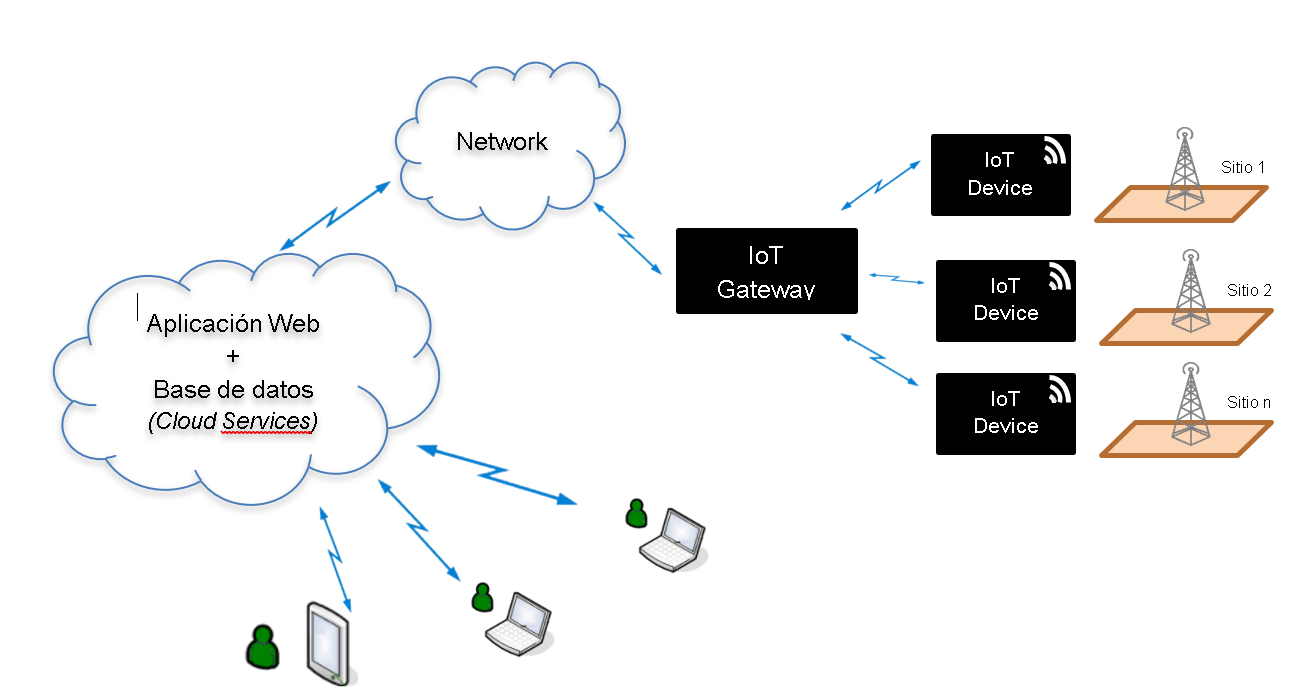 Network
IoT
Device
Sitio 1
IoT
Gateway
IoT
Device
Sitio 2
Aplicación Web
+
Base de datos
(Cloud Services)
IoT
Device
Sitio n